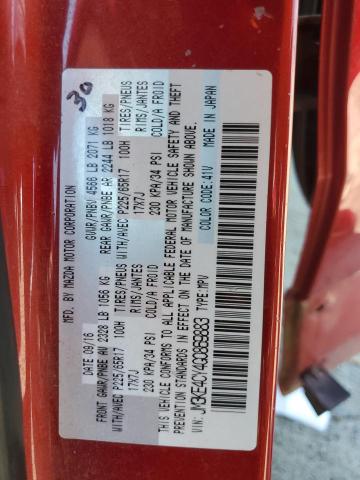 30
MFD BY MAZDA MOTOR CORPORATION
DATE: 09/16 GVWR/PNBV 4566 LB 2071 KG
FRONT GAWR/PNBE AV 2328 LB 1056 KG REAR GAWR/PNBE AR 2244 LB 1018 KG
WITH/AVEC P225/65R17 100H TIRES/PNEUS WITH/AVEC P225/65R17 100H TIRES/PNEUS
17X7J RIMS/JANTES 17X7J RIMS/JANTES
230 KPA/34 PSI COLD/A FROID 230 KPA/34 PSI COLD/A FROID
THIS VEHICLE CONFORMS TO ALL APPLICABLE FEDERAL MOTOR VEHICLE SAFETY AND THEFT
PREVENTION STANDARDS IN EFFECT ON THE DATE OF MANUFACTURE SHOWN ABOVE.
MADE IN JAPAN
VIN: TYPE: MPV COLOR CODE: 41V